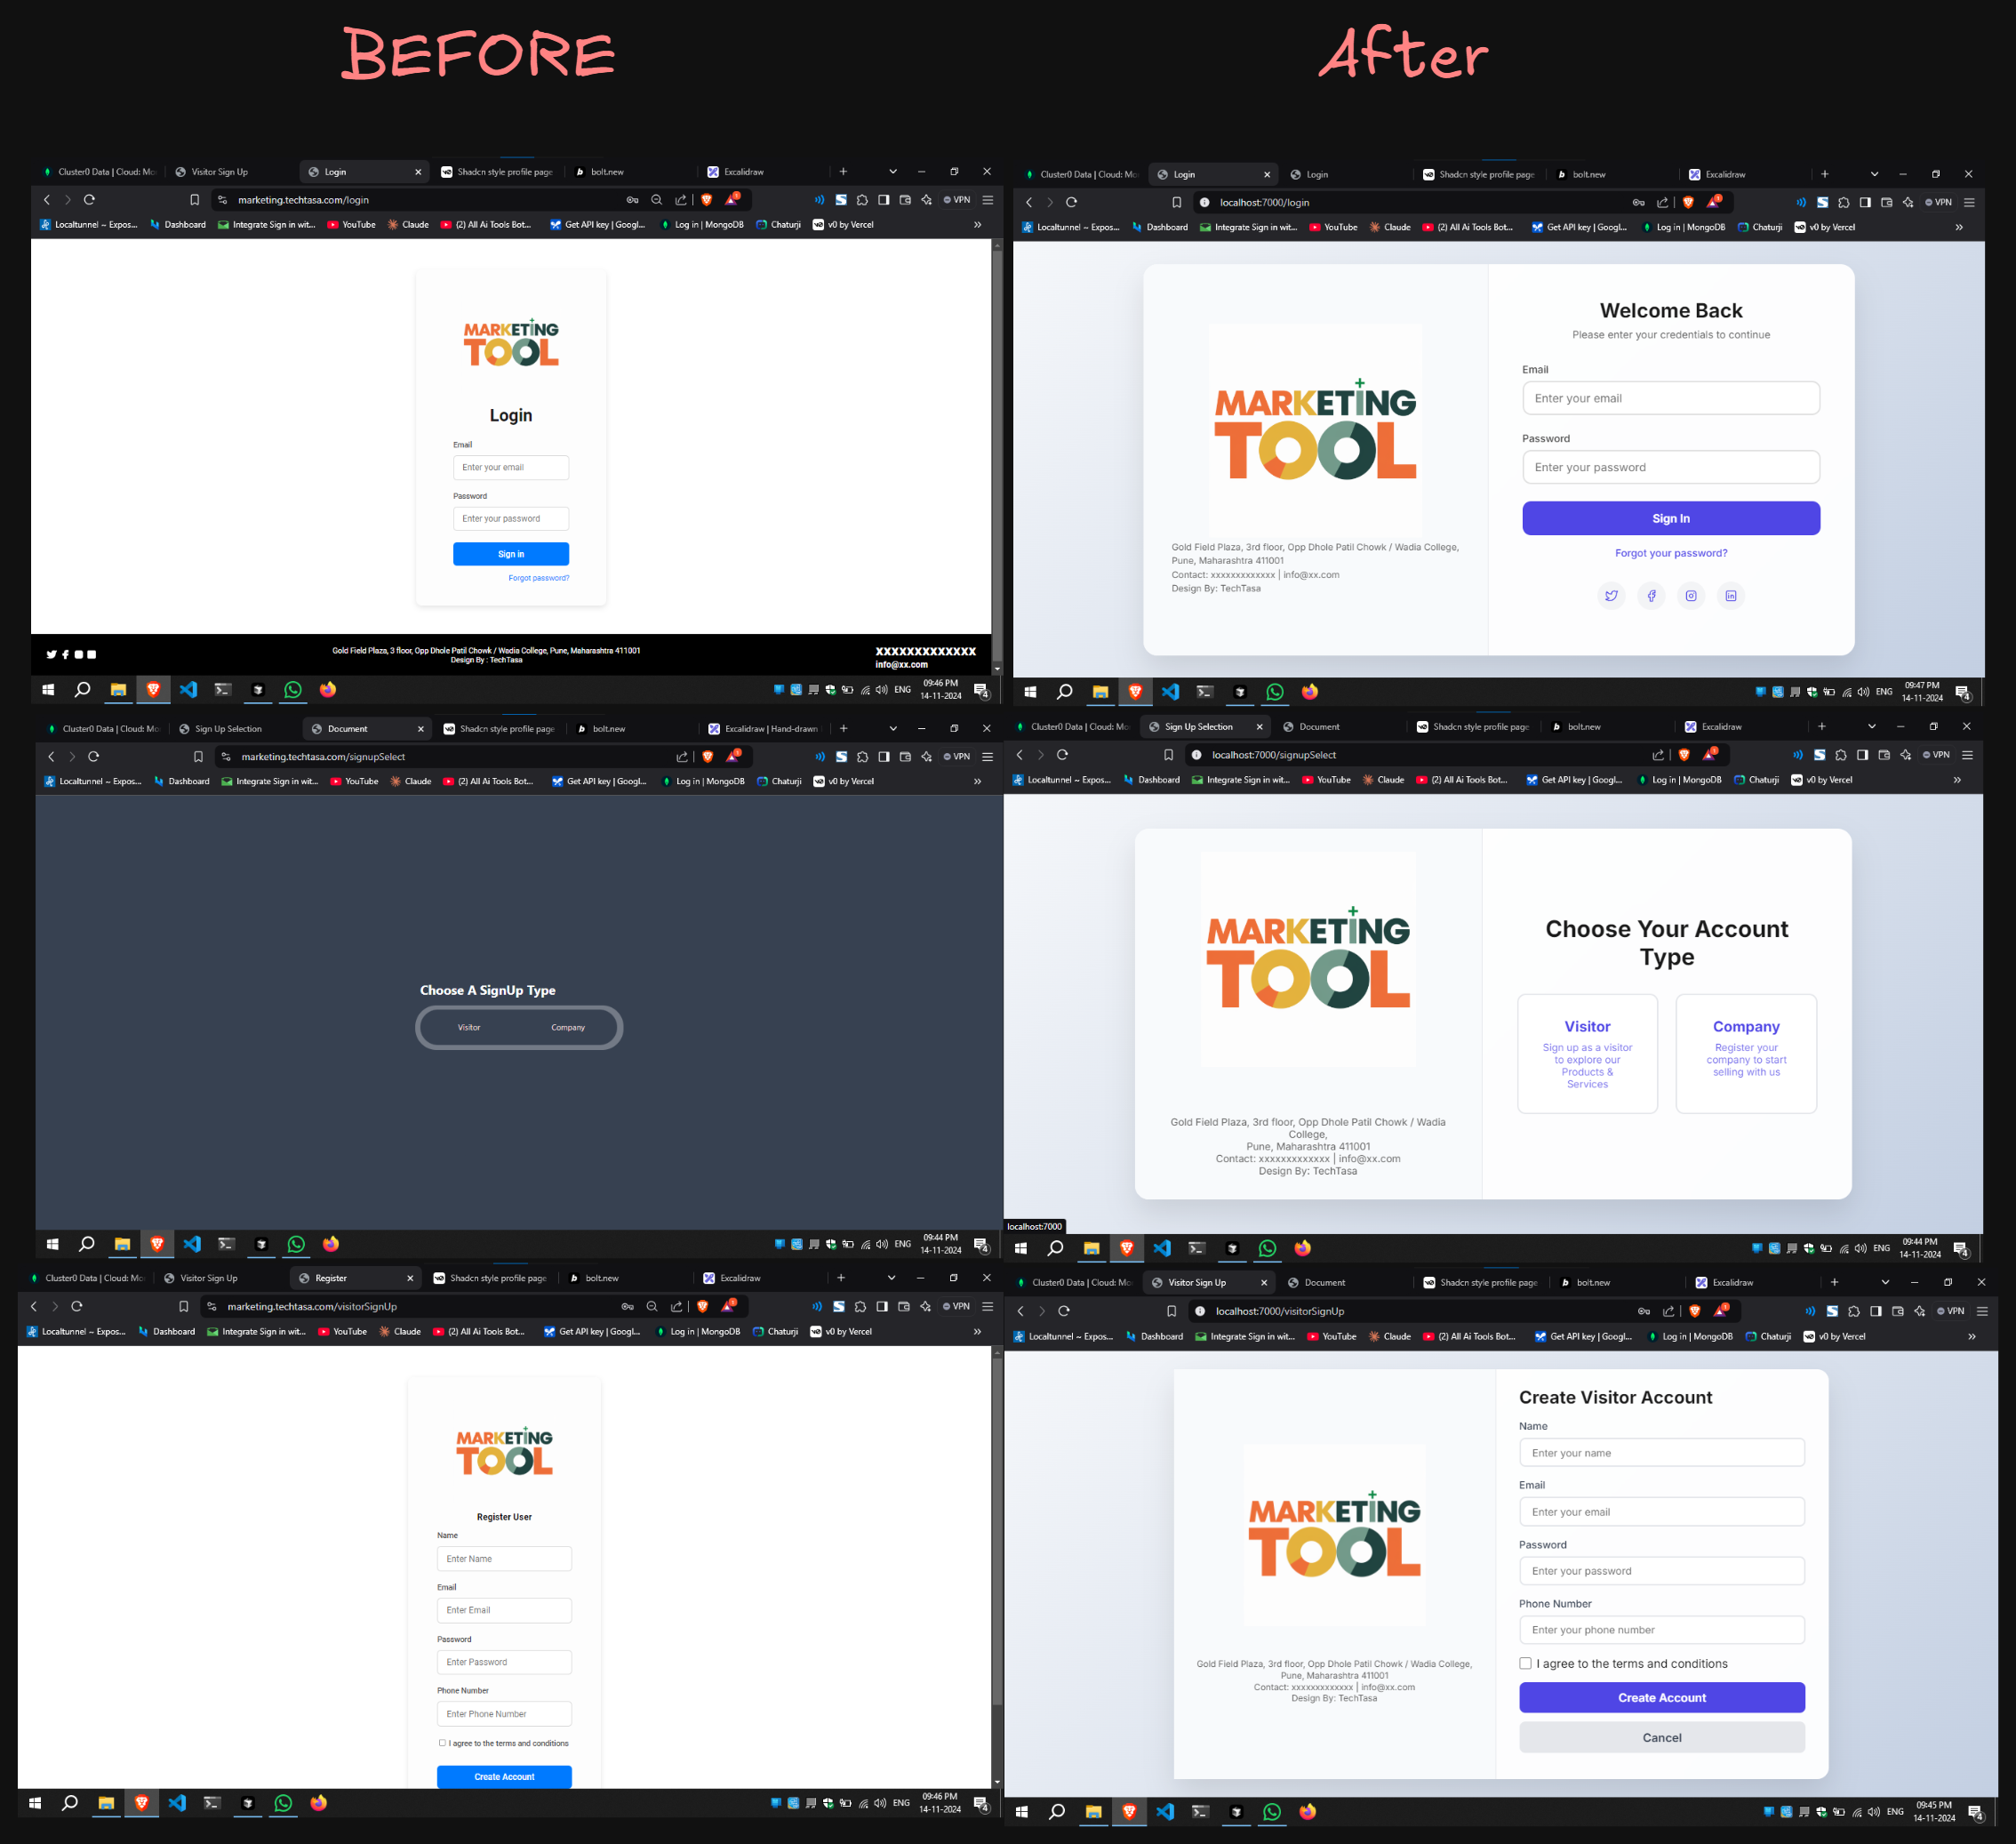 BEFORE
After
Cluster0 Data | Cloud: Mo
Visitor Sign Up
Login
Shadcn style profile page
bolt.new
Excalidraw
marketing.techtasa.com/login
VPN
Localtunnel ~ Expos...
Dashboard
Integrate Sign in wit...
YouTube
Claude
(2) All Ai Tools Bot...
Get API key | Googl...
Log in | MongoDB
Chaturji
v0 by Vercel
MARKETING
TOOL
Login
Email
Enter your email
Password
Enter your password
Sign in
Forgot password?
Gold Field Plaza, 3 floor, Opp Dhole Patil Chowk / Wadia College, Pune, Maharashtra 411001
Design By : TechTasa
XXXXXXXXXXXXX
info@xx.com
ENG
09:46 PM
14-11-2024
4
Cluster0 Data | Cloud: Mo
Login
Login
Shadcn style profile page
bolt.new
Excalidraw
localhost:7000/login
VPN
Localtunnel ~ Expos...
Dashboard
Integrate Sign in wit...
YouTube
Claude
(2) All Ai Tools Bot...
Get API key | Googl...
Log in | MongoDB
Chaturji
v0 by Vercel
MARKETING
TOOL
Gold Field Plaza, 3rd floor, Opp Dhole Patil Chowk / Wadia College,
Pune, Maharashtra 411001
Contact: xxxxxxxxxxxxx | info@xx.com
Design By: TechTasa
Welcome Back
Please enter your credentials to continue
Email
Enter your email
Password
Enter your password
Sign In
Forgot your password?
ENG
09:47 PM
14-11-2024
4
Cluster0 Data | Cloud: Mo
Sign Up Selection
Document
Shadcn style profile page
bolt.new
Excalidraw | Hand-drawn
marketing.techtasa.com/signupSelect
VPN
Localtunnel ~ Expos...
Dashboard
Integrate Sign in wit...
YouTube
Claude
(2) All Ai Tools Bot...
Get API key | Googl...
Log in | MongoDB
Chaturji
v0 by Vercel
Choose A SignUp Type
Visitor
Company
ENG
09:44 PM
14-11-2024
4
Cluster0 Data | Cloud: Mo
Sign Up Selection
Document
Shadcn style profile page
bolt.new
Excalidraw
localhost:7000/signupSelect
VPN
Localtunnel ~ Expos...
Dashboard
Integrate Sign in wit...
YouTube
Claude
(2) All Ai Tools Bot...
Get API key | Googl...
Log in | MongoDB
Chaturji
v0 by Vercel
MARKETING
TOOL
Gold Field Plaza, 3rd floor, Opp Dhole Patil Chowk / Wadia
College,
Pune, Maharashtra 411001
Contact: xxxxxxxxxxxxx | info@xx.com
Design By: TechTasa
Choose Your Account
Type
Visitor
Sign up as a visitor
to explore our
Products &
Services
Company
Register your
company to start
selling with us
localhost:7000
ENG
09:44 PM
14-11-2024
4
Cluster0 Data | Cloud: Mo
Visitor Sign Up
Register
Shadcn style profile page
bolt.new
Excalidraw
marketing.techtasa.com/visitorSignUp
VPN
Localtunnel ~ Expos...
Dashboard
Integrate Sign in wit...
YouTube
Claude
(2) All Ai Tools Bot...
Get API key | Googl...
Log in | MongoDB
Chaturji
v0 by Vercel
MARKETING
TOOL
Register User
Name
Enter Name
Email
Enter Email
Password
Enter Password
Phone Number
Enter Phone Number
I agree to the terms and conditions
Create Account
ENG
09:46 PM
14-11-2024
4
Cluster0 Data | Cloud: Mo
Visitor Sign Up
Document
Shadcn style profile page
bolt.new
Excalidraw
localhost:7000/visitorSignUp
VPN
Localtunnel ~ Expos...
Dashboard
Integrate Sign in wit...
YouTube
Claude
(2) All Ai Tools Bot...
Get API key | Googl...
Log in | MongoDB
Chaturji
v0 by Vercel
MARKETING
TOOL
Gold Field Plaza, 3rd floor, Opp Dhole Patil Chowk / Wadia College,
Pune, Maharashtra 411001
Contact: xxxxxxxxxxxxx | info@xx.com
Design By: TechTasa
Create Visitor Account
Name
Enter your name
Email
Enter your email
Password
Enter your password
Phone Number
Enter your phone number
I agree to the terms and conditions
Create Account
Cancel
ENG
09:45 PM
14-11-2024
4